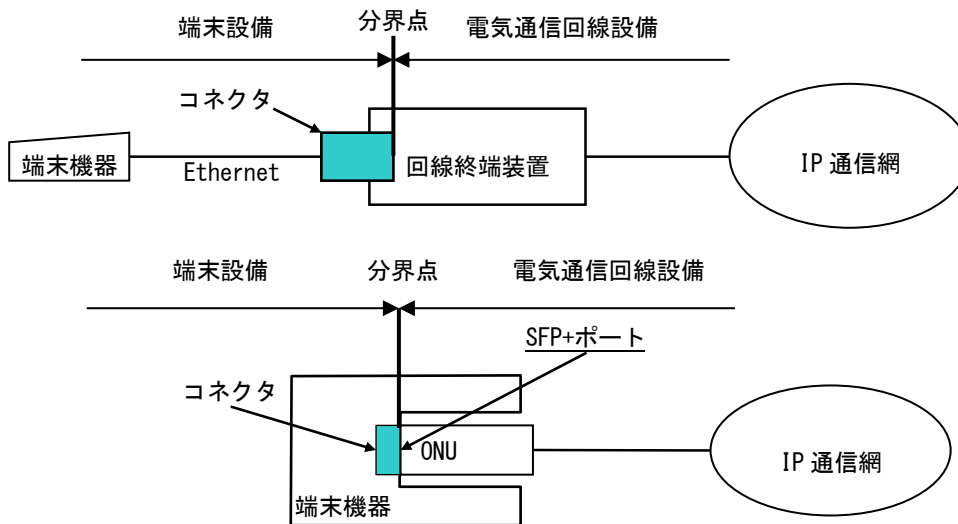 端末設備
分界点
電気通信回線設備
コネクタ
端末機器
Ethernet
回線終端装置
IP 通信網
端末設備
分界点
電気通信回線設備
SFP+ポート
コネクタ
ONU
IP 通信網
端末機器